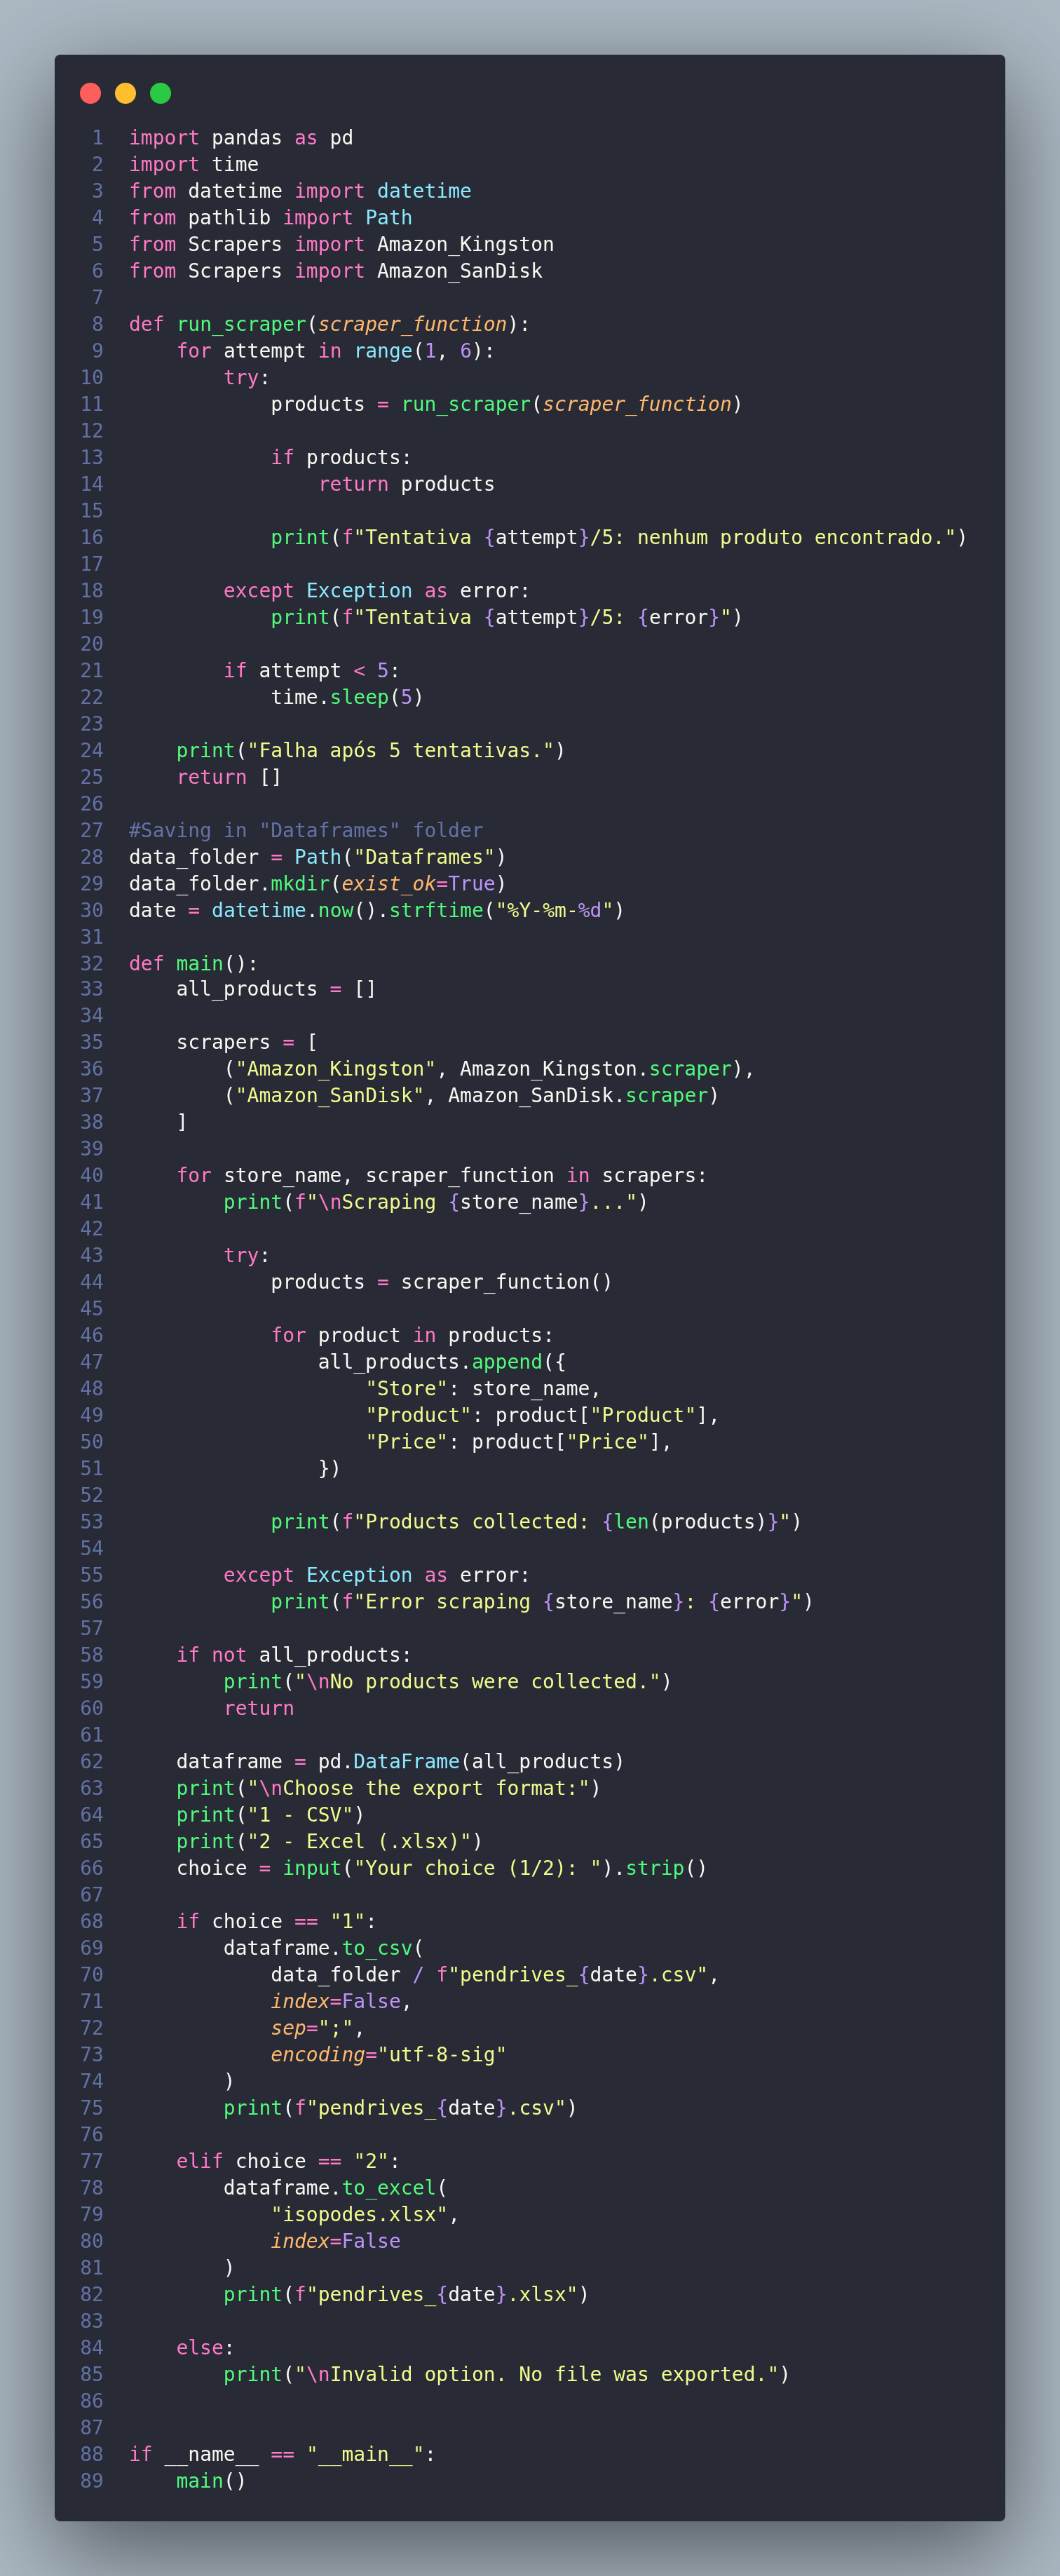 1 import pandas as pd
2 import time
3 from datetime import datetime
4 from pathlib import Path
5 from Scrapers import Amazon_Kingston
6 from Scrapers import Amazon_SanDisk
7
8 def run_scraper(scraper_function):
9     for attempt in range(1, 6):
10         try:
11             products = run_scraper(scraper_function)
12
13             if products:
14                 return products
15
16             print(f"Tentativa {attempt}/5: nenhum produto encontrado.")
17
18         except Exception as error:
19             print(f"Tentativa {attempt}/5: {error}")
20
21         if attempt < 5:
22             time.sleep(5)
23
24     print("Falha após 5 tentativas.")
25     return []
26
27 #Saving in "Dataframes" folder
28 data_folder = Path("Dataframes")
29 data_folder.mkdir(exist_ok=True)
30 date = datetime.now().strftime("%Y-%m-%d")
31
32 def main():
33     all_products = []
34
35     scrapers = [
36         ("Amazon_Kingston", Amazon_Kingston.scraper),
37         ("Amazon_SanDisk", Amazon_SanDisk.scraper)
38     ]
39
40     for store_name, scraper_function in scrapers:
41         print(f"\nScraping {store_name}...")
42
43         try:
44             products = scraper_function()
45
46             for product in products:
47                 all_products.append({
48                     "Store": store_name,
49                     "Product": product["Product"],
50                     "Price": product["Price"],
51                 })
52
53             print(f"Products collected: {len(products)}")
54
55         except Exception as error:
56             print(f"Error scraping {store_name}: {error}")
57
58     if not all_products:
59         print("\nNo products were collected.")
60         return
61
62     dataframe = pd.DataFrame(all_products)
63     print("\nChoose the export format:")
64     print("1 - CSV")
65     print("2 - Excel (.xlsx)")
66     choice = input("Your choice (1/2): ").strip()
67
68     if choice == "1":
69         dataframe.to_csv(
70             data_folder / f"pendrives_{date}.csv",
71             index=False,
72             sep=";",
73             encoding="utf-8-sig"
74         )
75         print(f"pendrives_{date}.csv")
76
77     elif choice == "2":
78         dataframe.to_excel(
79             "isopodes.xlsx",
80             index=False
81         )
82         print(f"pendrives_{date}.xlsx")
83
84     else:
85         print("\nInvalid option. No file was exported.")
86
87
88 if __name__ == "__main__":
89     main()